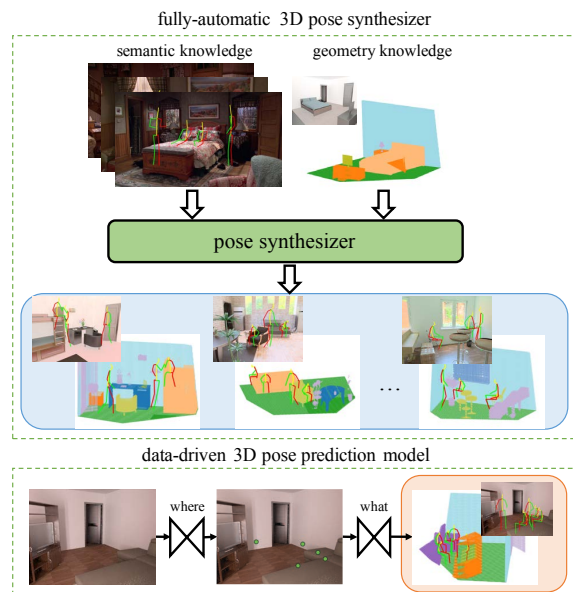 fully-automatic 3D pose synthesizer
semantic knowledge
geometry knowledge
pose synthesizer
...
data-driven 3D pose prediction model
where
what